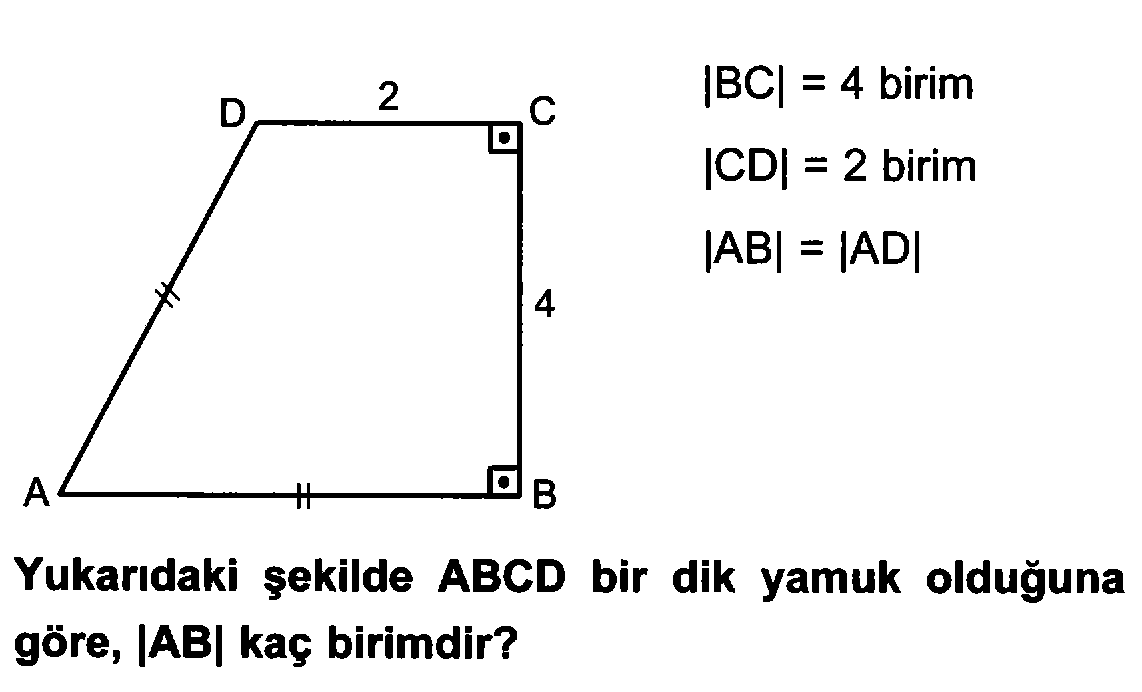 D 2 C
|BC| = 4 birim
|CD| = 2 birim
|AB| = |AD|
4
A B
Yukarıdaki şekilde ABCD bir dik yamuk olduğuna
göre, |AB| kaç birimdir?